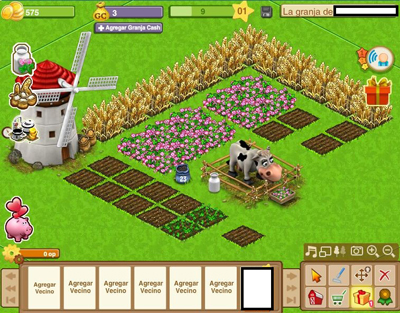 575
GC
3
9
01
La granja de
+ Agregar Granja Cash
23
0 op
Agregar Vecino
Agregar Vecino
Agregar Vecino
Agregar Vecino
Agregar Vecino
Agregar Vecino